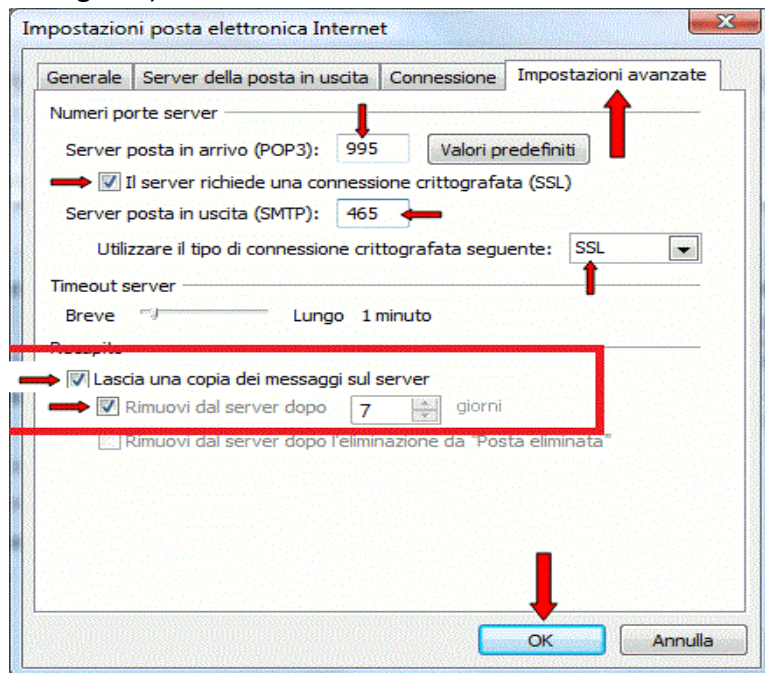 Impostazioni posta elettronica Internet
Generale Server della posta in uscita Connessione Impostazioni avanzate
Numeri porte server
Server posta in arrivo (POP3): 995 Valori predefiniti
Il server richiede una connessione crittografata (SSL)
Server posta in uscita (SMTP): 465
Utilizzare il tipo di connessione crittografata seguente: SSL
Timeout server
Breve Lungo 1 minuto
Recapito
Lascia una copia dei messaggi sul server
Rimuovi dal server dopo 7 giorni
Rimuovi dal server dopo l'eliminazione da "Posta eliminata"
OK Annulla